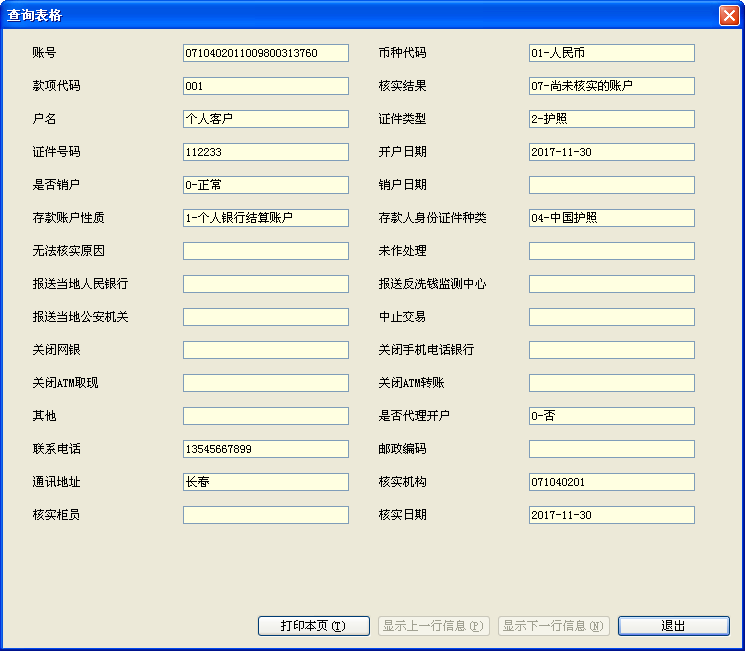 查询表格
账号 0710402011009800313760 币种代码 01-人民币
款项代码 001 核实结果 07-尚未核实的账户
户名 个人客户 证件类型 2-护照
证件号码 112233 开户日期 2017-11-30
是否销户 0-正常 销户日期
存款账户性质 1-个人银行结算账户 存款人身份证件种类 04-中国护照
无法核实原因 未作处理
报送当地人民银行 报送反洗钱监测中心
报送当地公安机关 中止交易
关闭网银 关闭手机电话银行
关闭ATM取现 关闭ATM转账
其他 是否代理开户 0-否
联系电话 13545667899 邮政编码
通讯地址 长春 核实机构 071040201
核实柜员 核实日期 2017-11-30
打印本页(T) 显示上一行信息(P) 显示下一行信息(N) 退出